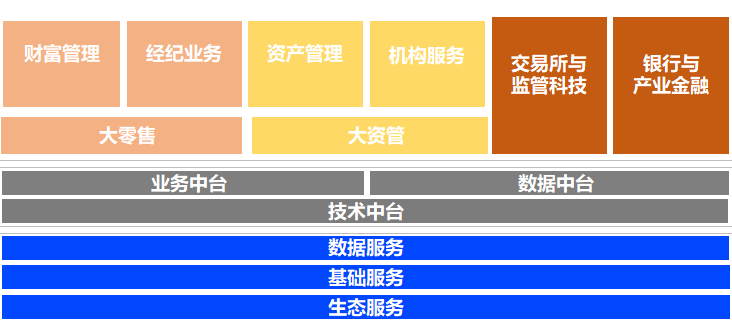 财富管理
经纪业务
资产管理
机构服务
交易所与
监管科技
银行与
产业金融
大零售
大资管
业务中台
数据中台
技术中台
数据服务
基础服务
生态服务